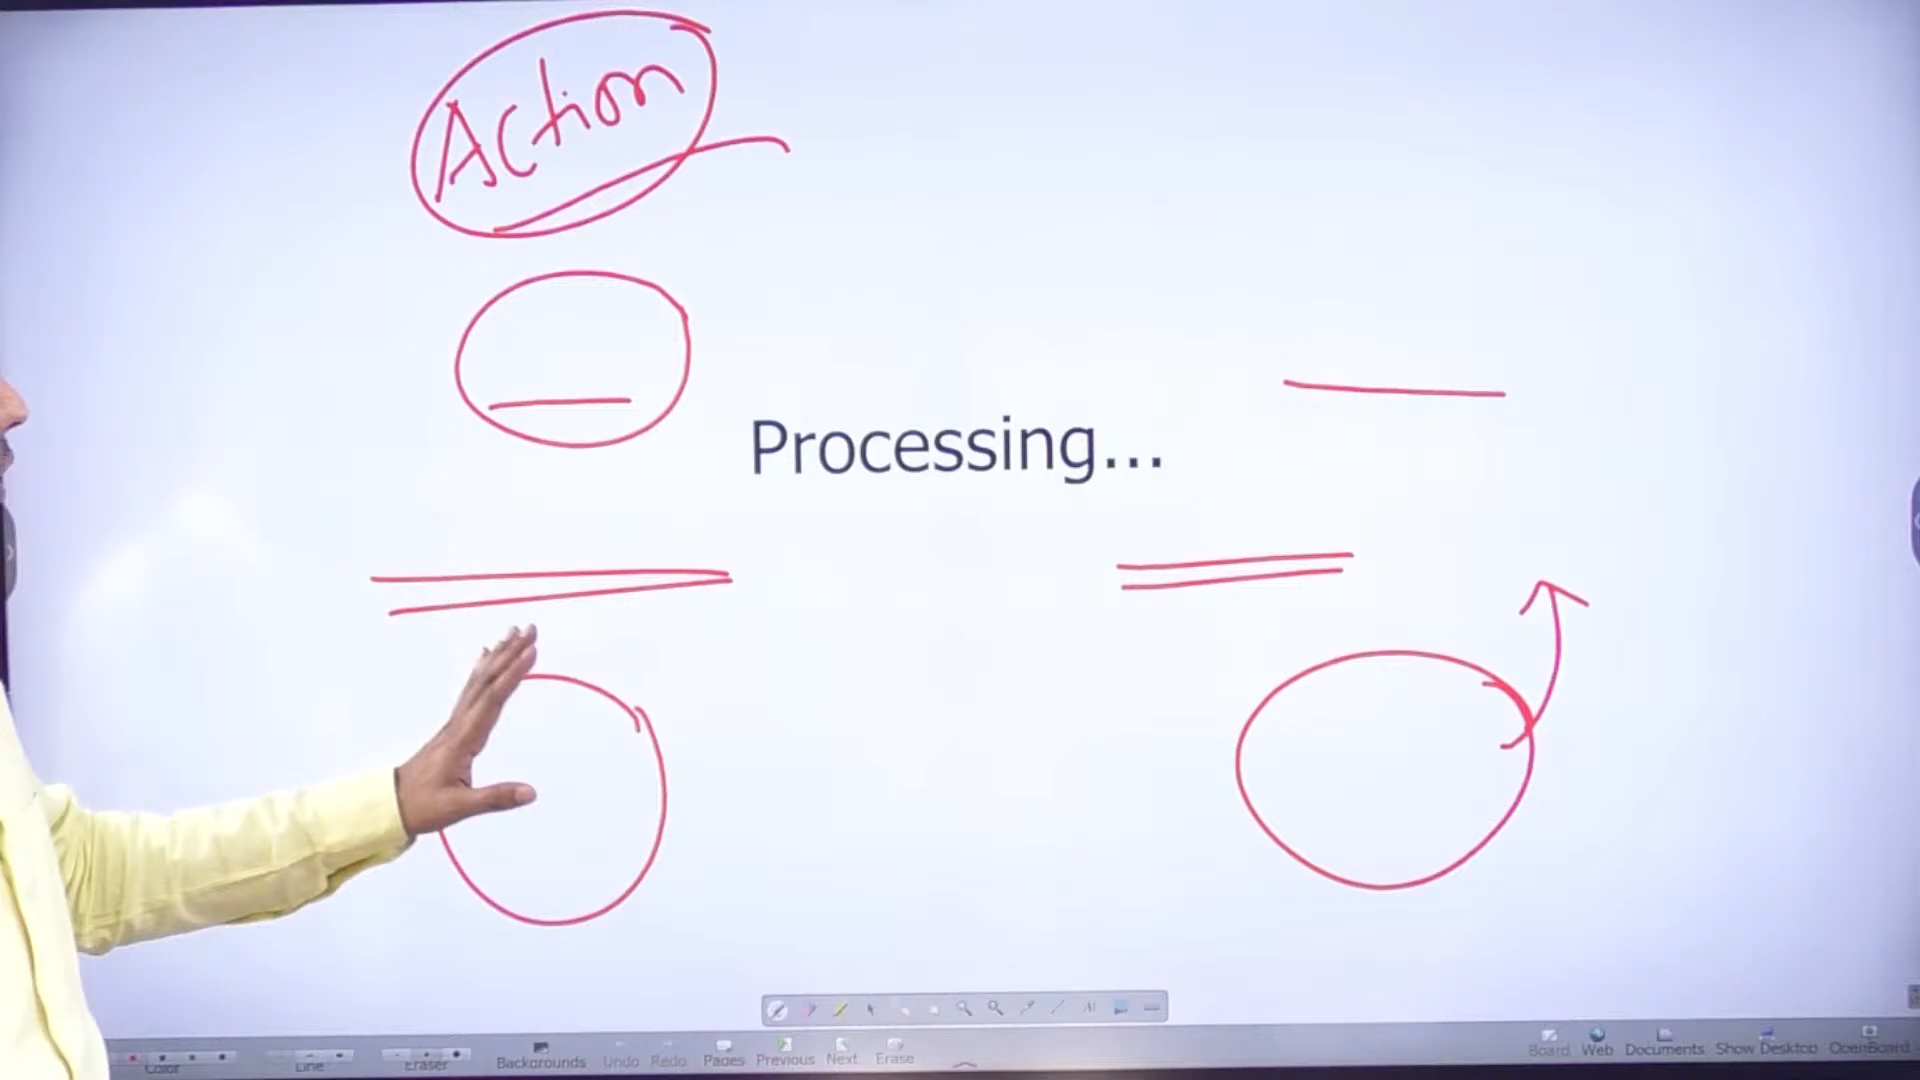 Action
Processing...
Color
Line
Eraser
Backgrounds
Undo
Redo
Pages
Previous
Next
Erase
Board
Web
Documents
Show Desktop
OpenBoard